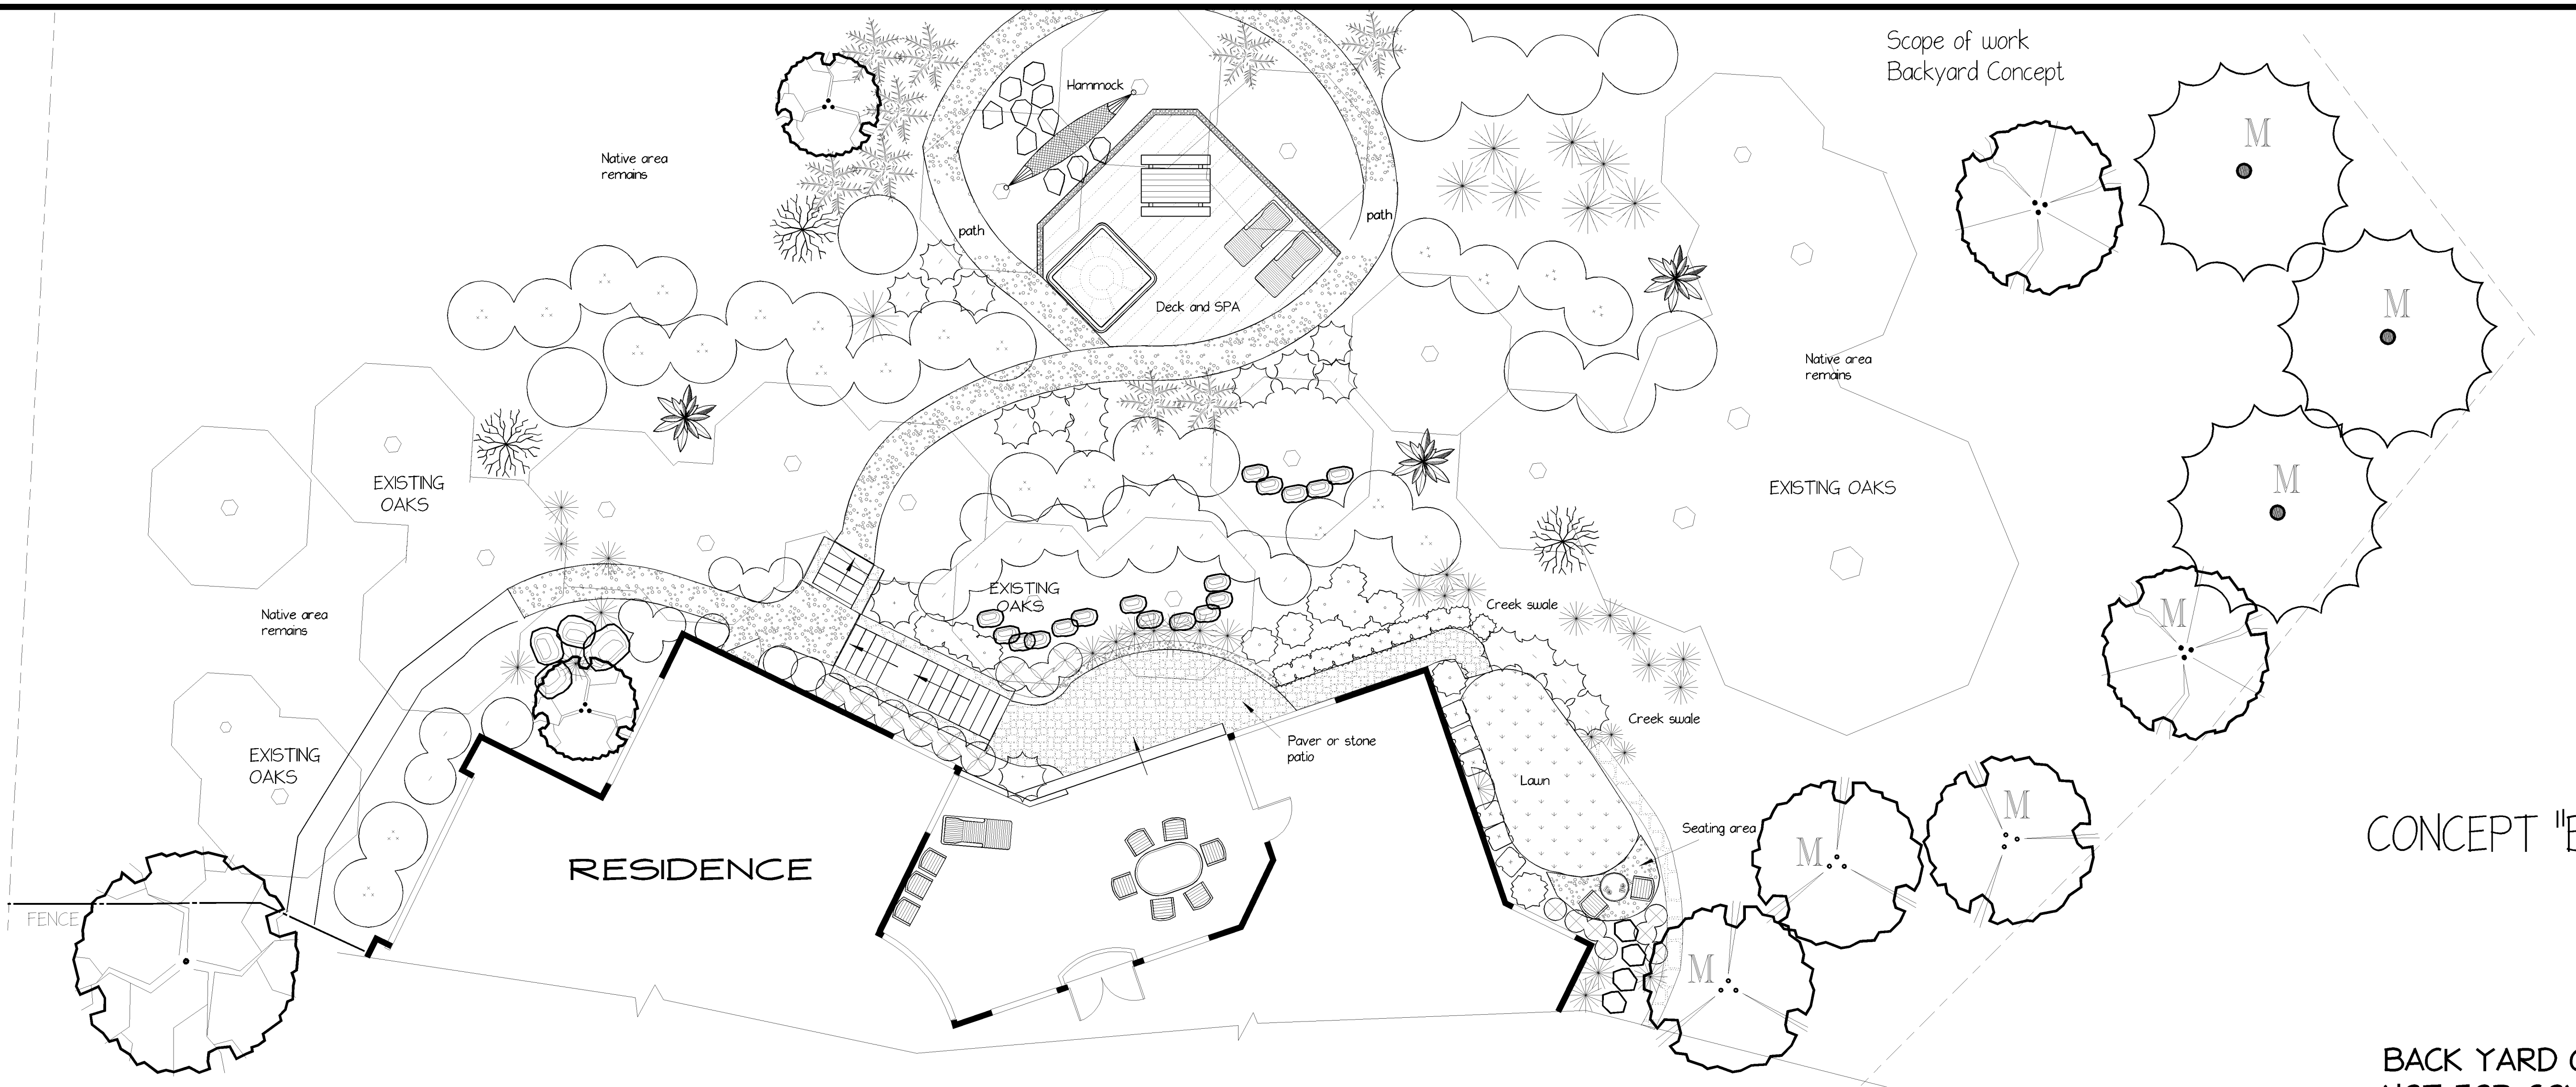 Scope of work
Backyard Concept
Hammock
M
Native area
remains
path
path
Deck and SPA
M
Native area
remains
EXISTING
OAKS
EXISTING OAKS
M
EXISTING
OAKS
Creek swale
Native area
remains
M
Creek swale
Paver or stone
patio
EXISTING
OAKS
Lawn
M
CONCEPT "E
Seating area
M
RESIDENCE
FENCE
M
BACK YARD